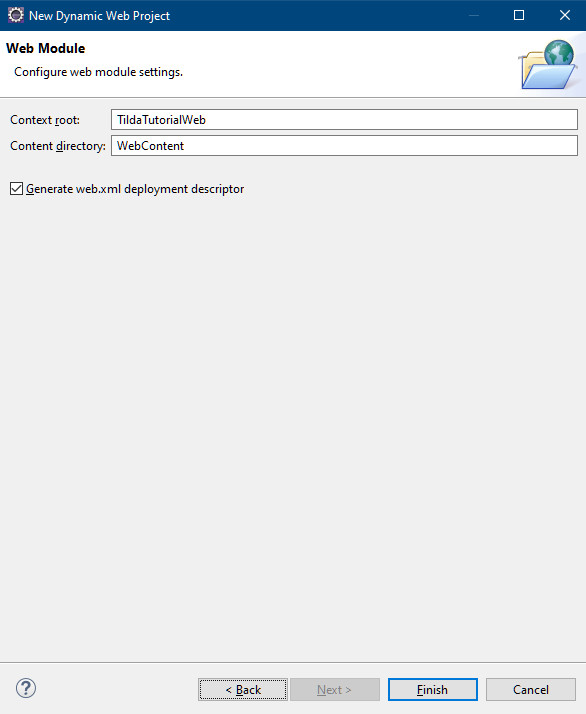 New Dynamic Web Project
Web Module
Configure web module settings.
Context root: TildaTutorialWeb
Content directory: WebContent
Generate web.xml deployment descriptor
? < Back Next > Finish Cancel